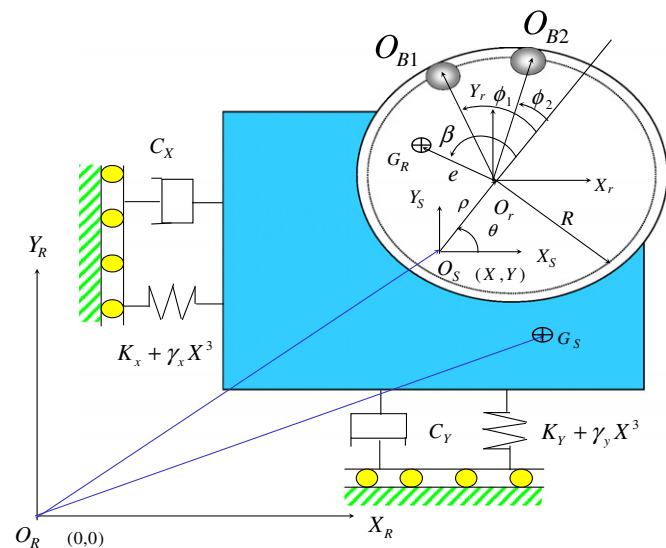 O_{B1}
O_{B2}
Y_r
ϕ_1
ϕ_2
β
G_R
e
C_X
X_r
Y_S
ρ
O_r
R
θ
Y_R
O_S
(X,Y)
X_S
K_x + γ_x X^3
G_S
C_Y
K_Y + γ_y X^3
X_R
O_R
(0,0)